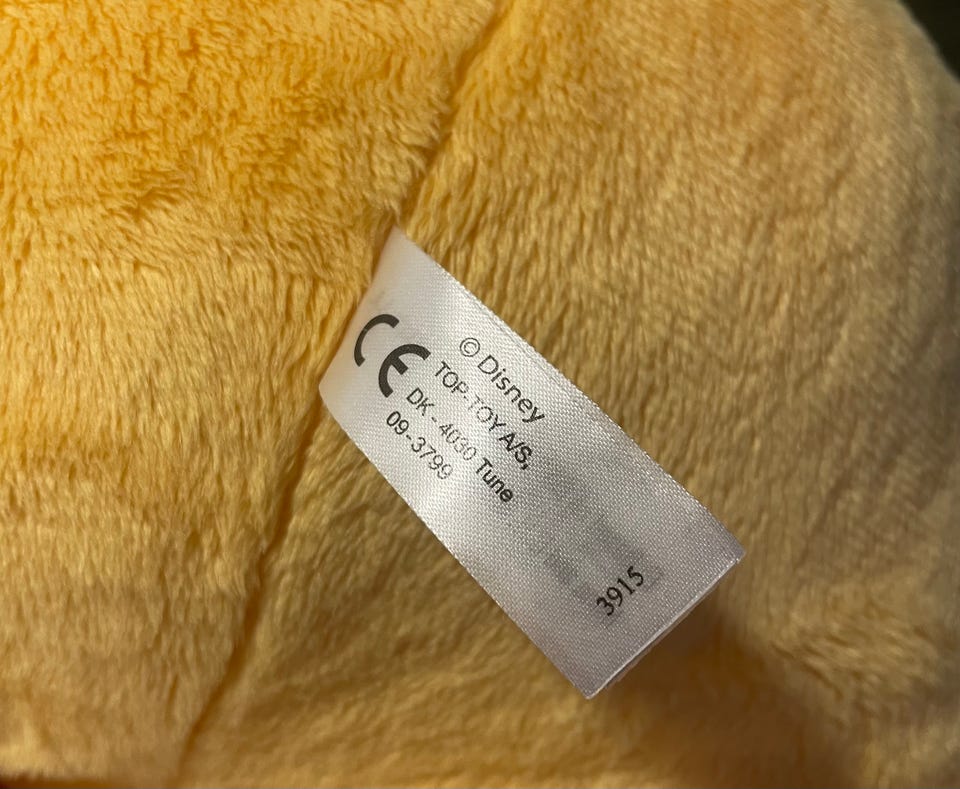 CE
© Disney
TOP-TOY A/S,
DK - 4030 Tune
09-3799
3915